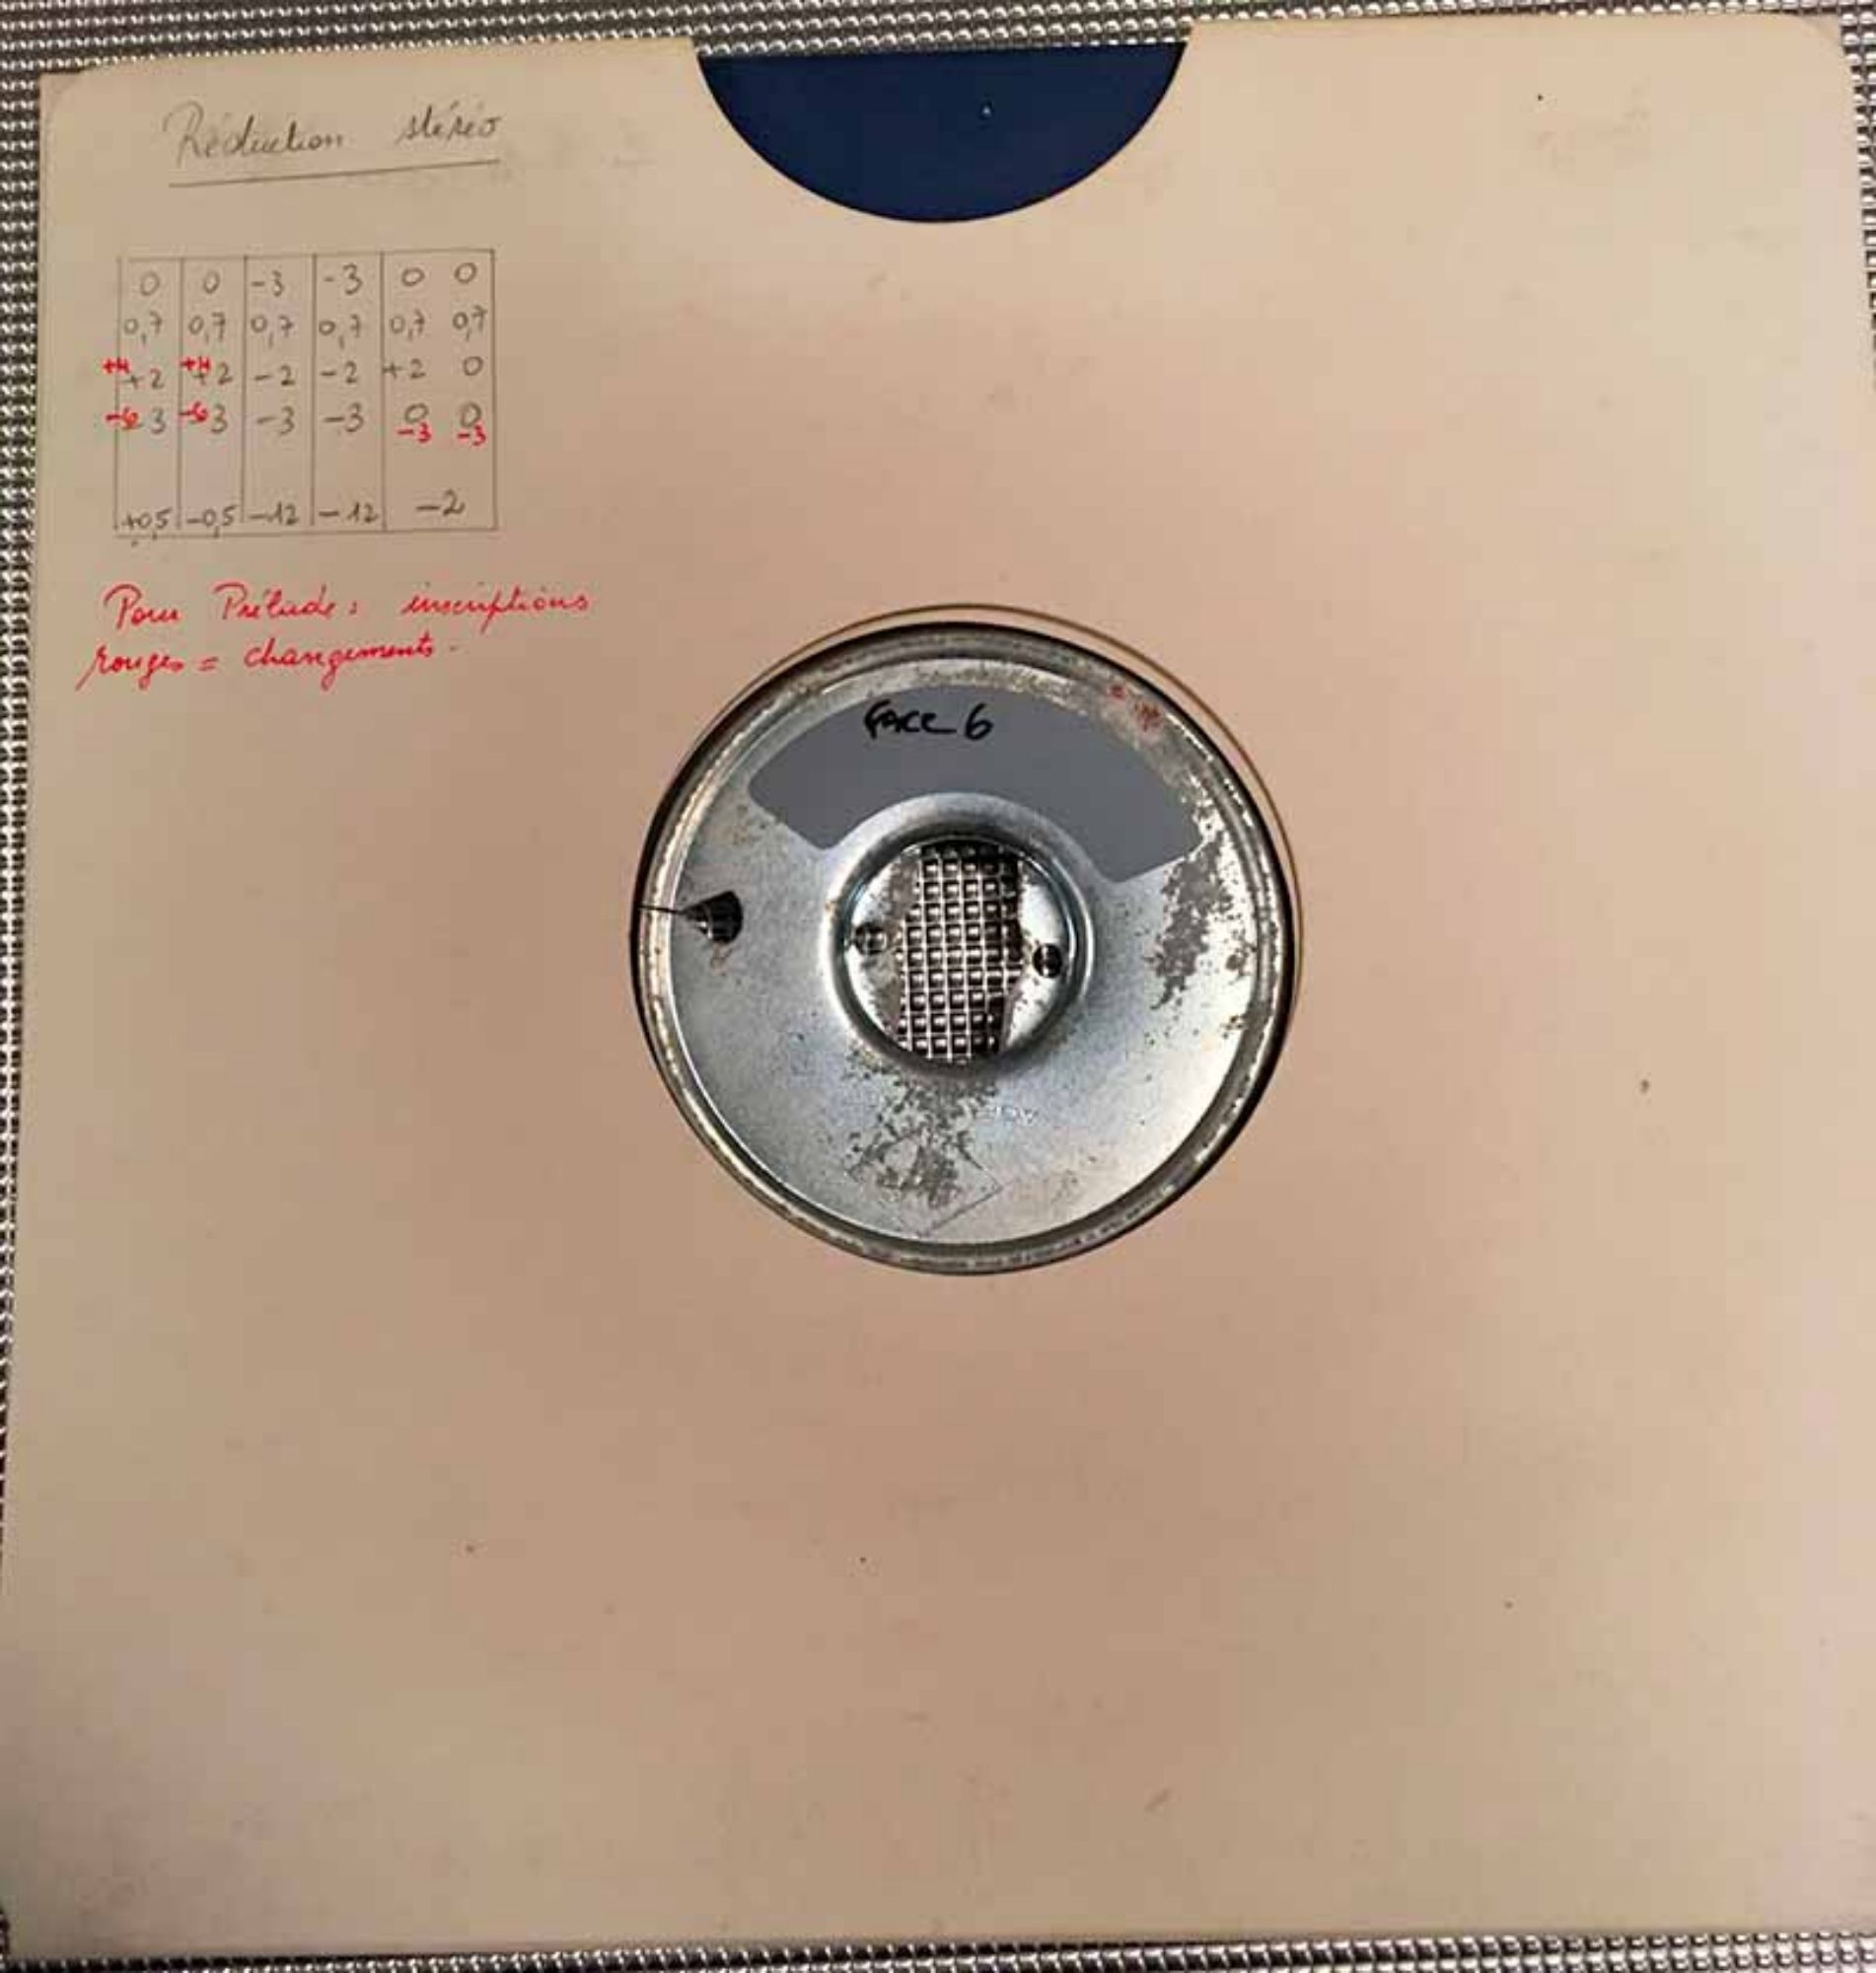 Réduction stéréo
0 0 -3 -3 0 0
0,7 0,7 0,7 0,7 0,7 0,7
+4 +4
+2 +2 -2 -2 +2 0
-6 3 -6 3 -3 -3 0 0
-3 -3
+0,5 -0,5 -12 -12 -2
Pour Prélude : inscriptions
rouges = changements.
FACE 6